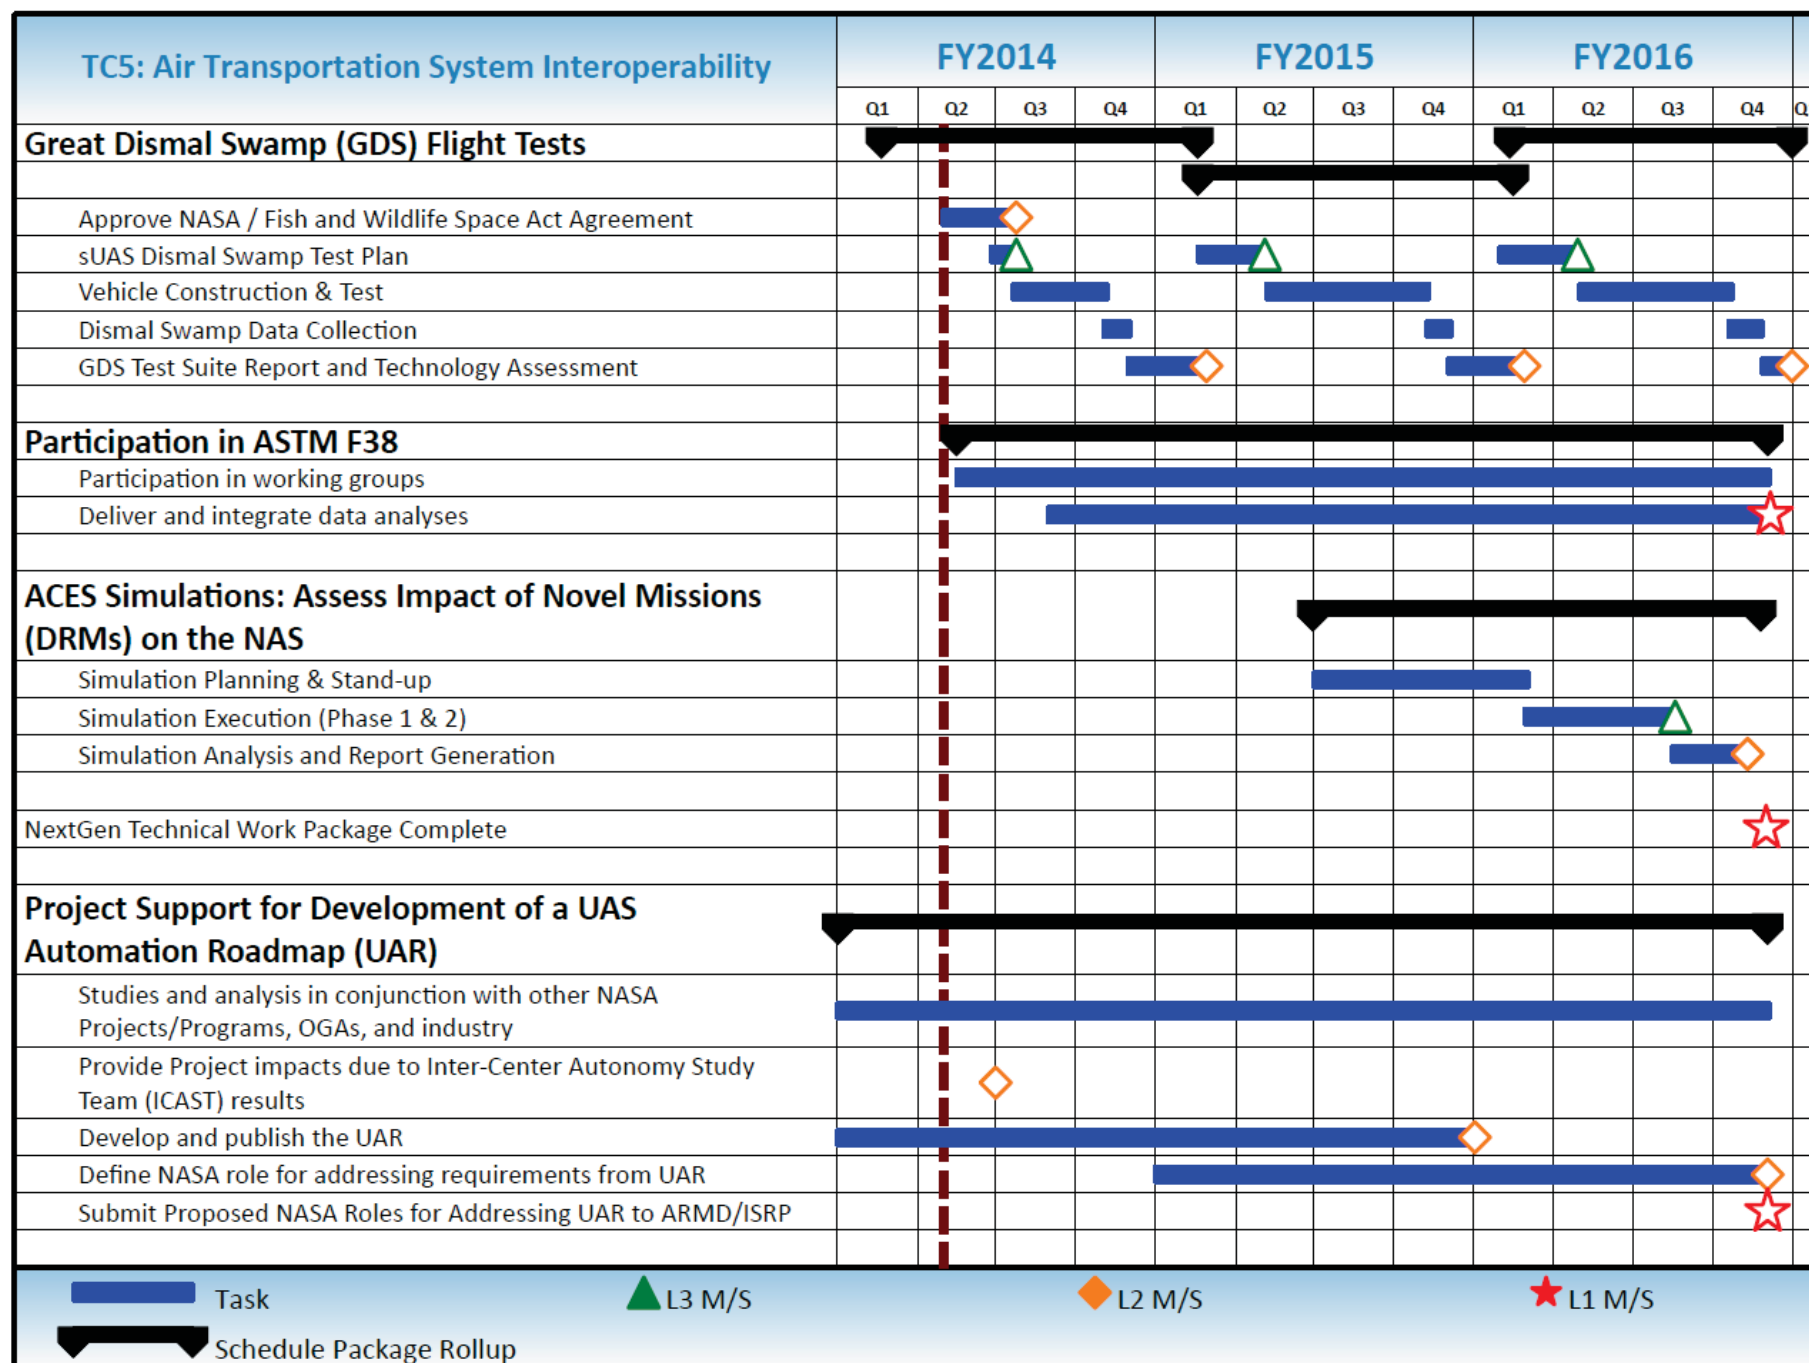 TC5: Air Transportation System Interoperability
FY2014 FY2015 FY2016
Q1 Q2 Q3 Q4 Q1 Q2 Q3 Q4 Q1 Q2 Q3 Q4 Q
Great Dismal Swamp (GDS) Flight Tests
Approve NASA / Fish and Wildlife Space Act Agreement
sUAS Dismal Swamp Test Plan
Vehicle Construction & Test
Dismal Swamp Data Collection
GDS Test Suite Report and Technology Assessment
Participation in ASTM F38
Participation in working groups
Deliver and integrate data analyses
ACES Simulations: Assess Impact of Novel Missions
(DRMs) on the NAS
Simulation Planning & Stand-up
Simulation Execution (Phase 1 & 2)
Simulation Analysis and Report Generation
NextGen Technical Work Package Complete
Project Support for Development of a UAS
Automation Roadmap (UAR)
Studies and analysis in conjunction with other NASA
Projects/Programs, OGAs, and industry
Provide Project impacts due to Inter-Center Autonomy Study
Team (ICAST) results
Develop and publish the UAR
Define NASA role for addressing requirements from UAR
Submit Proposed NASA Roles for Addressing UAR to ARMD/ISRP
Task L3 M/S L2 M/S L1 M/S
Schedule Package Rollup